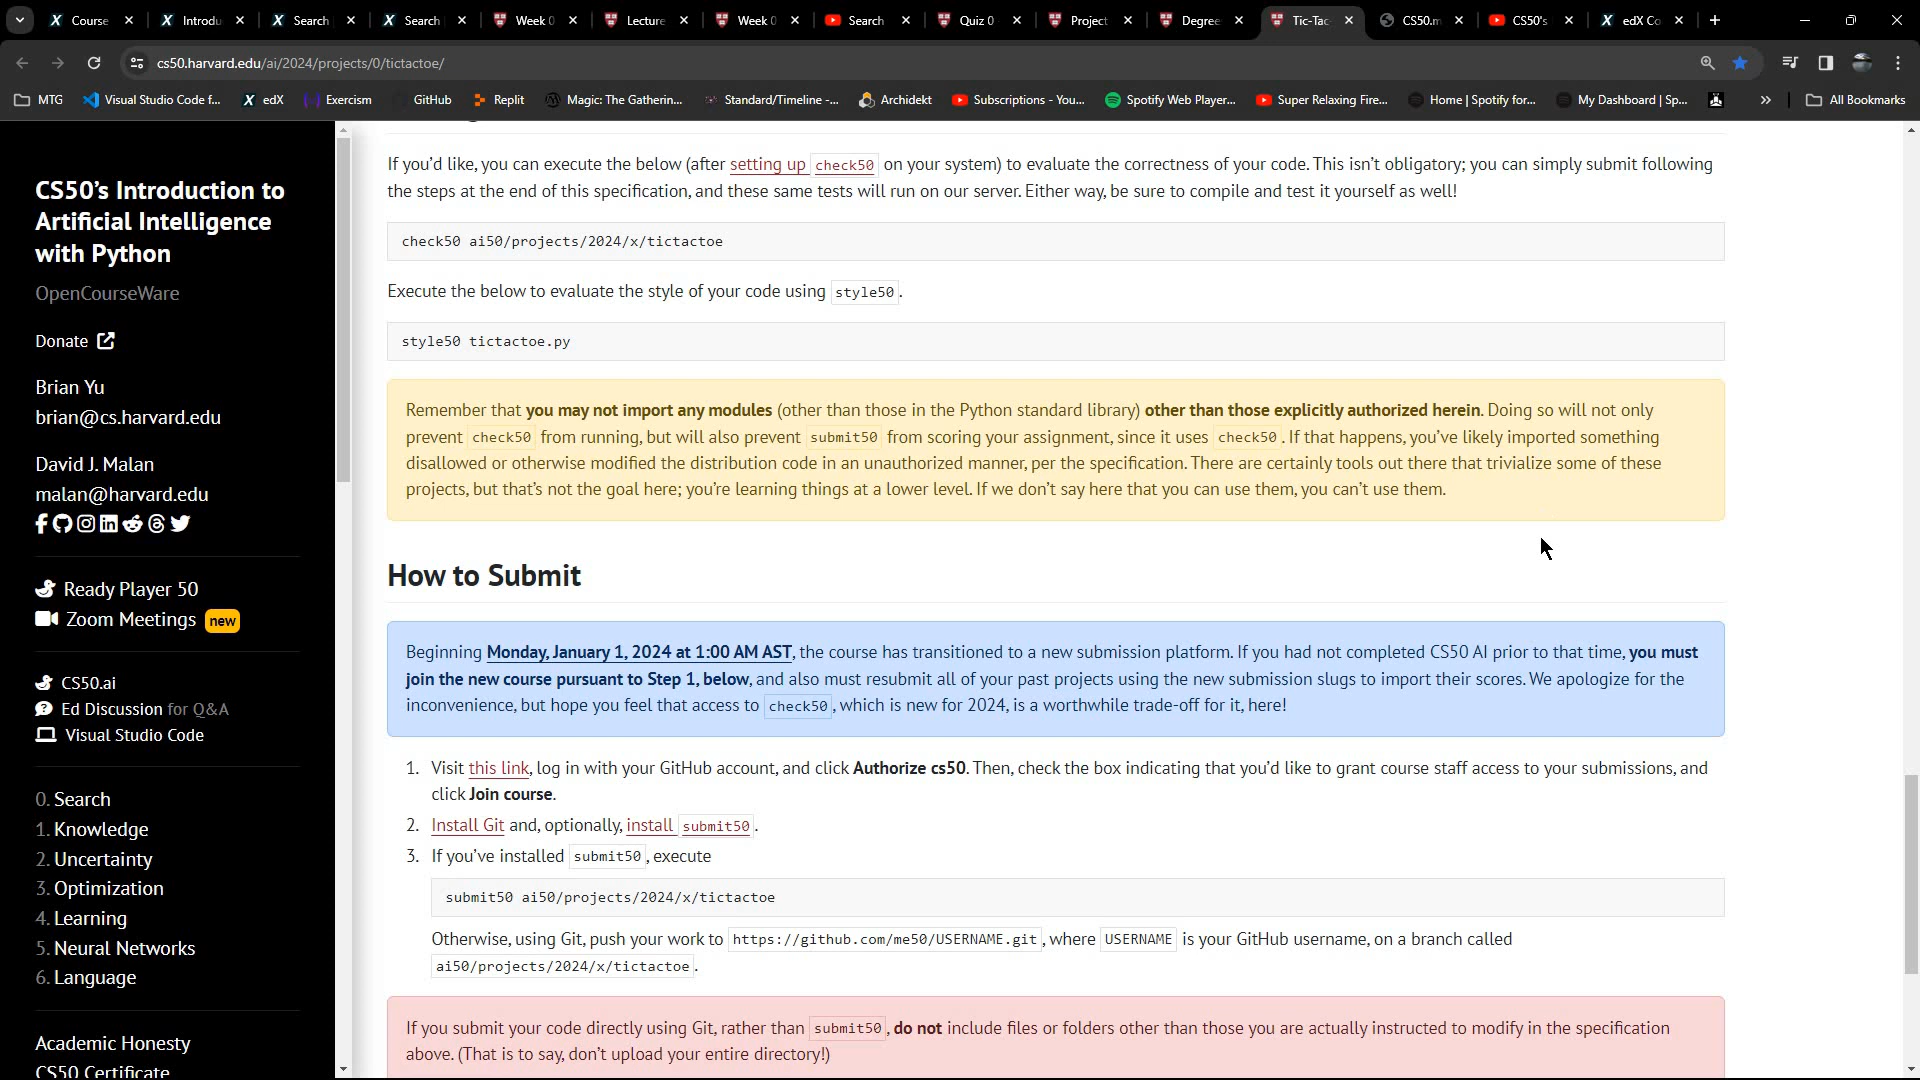 Course
Introdu
Search
Search
Week 0
Lecture
Week 0
Search
Quiz 0
Project
Degree
Tic-Tac
CS50.m
CS50's
edX Co
cs50.harvard.edu/ai/2024/projects/0/tictactoe/
MTG
Visual Studio Code f...
edX
Exercism
GitHub
Replit
Magic: The Gatherin...
Standard/Timeline -...
Archidekt
Subscriptions - You...
Spotify Web Player...
Super Relaxing Fire...
Home | Spotify for...
My Dashboard | Sp...
All Bookmarks
CS50’s Introduction to
Artificial Intelligence
with Python
OpenCourseWare
Donate
Brian Yu
brian@cs.harvard.edu
David J. Malan
malan@harvard.edu
Ready Player 50
Zoom Meetings new
CS50.ai
Ed Discussion for Q&A
Visual Studio Code
0. Search
1. Knowledge
2. Uncertainty
3. Optimization
4. Learning
5. Neural Networks
6. Language
Academic Honesty
CS50 Certificate
If you’d like, you can execute the below (after setting up check50 on your system) to evaluate the correctness of your code. This isn’t obligatory; you can simply submit following
the steps at the end of this specification, and these same tests will run on our server. Either way, be sure to compile and test it yourself as well!
check50 ai50/projects/2024/x/tictactoe
Execute the below to evaluate the style of your code using style50.
style50 tictactoe.py
Remember that you may not import any modules (other than those in the Python standard library) other than those explicitly authorized herein. Doing so will not only
prevent check50 from running, but will also prevent submit50 from scoring your assignment, since it uses check50. If that happens, you’ve likely imported something
disallowed or otherwise modified the distribution code in an unauthorized manner, per the specification. There are certainly tools out there that trivialize some of these
projects, but that’s not the goal here; you’re learning things at a lower level. If we don’t say here that you can use them, you can’t use them.
How to Submit
Beginning Monday, January 1, 2024 at 1:00 AM AST, the course has transitioned to a new submission platform. If you had not completed CS50 AI prior to that time, you must
join the new course pursuant to Step 1, below, and also must resubmit all of your past projects using the new submission slugs to import their scores. We apologize for the
inconvenience, but hope you feel that access to check50, which is new for 2024, is a worthwhile trade-off for it, here!
1. Visit this link, log in with your GitHub account, and click Authorize cs50. Then, check the box indicating that you’d like to grant course staff access to your submissions, and
click Join course.
2. Install Git and, optionally, install submit50.
3. If you’ve installed submit50, execute
submit50 ai50/projects/2024/x/tictactoe
Otherwise, using Git, push your work to https://github.com/me50/USERNAME.git, where USERNAME is your GitHub username, on a branch called
ai50/projects/2024/x/tictactoe.
If you submit your code directly using Git, rather than submit50, do not include files or folders other than those you are actually instructed to modify in the specification
above. (That is to say, don’t upload your entire directory!)